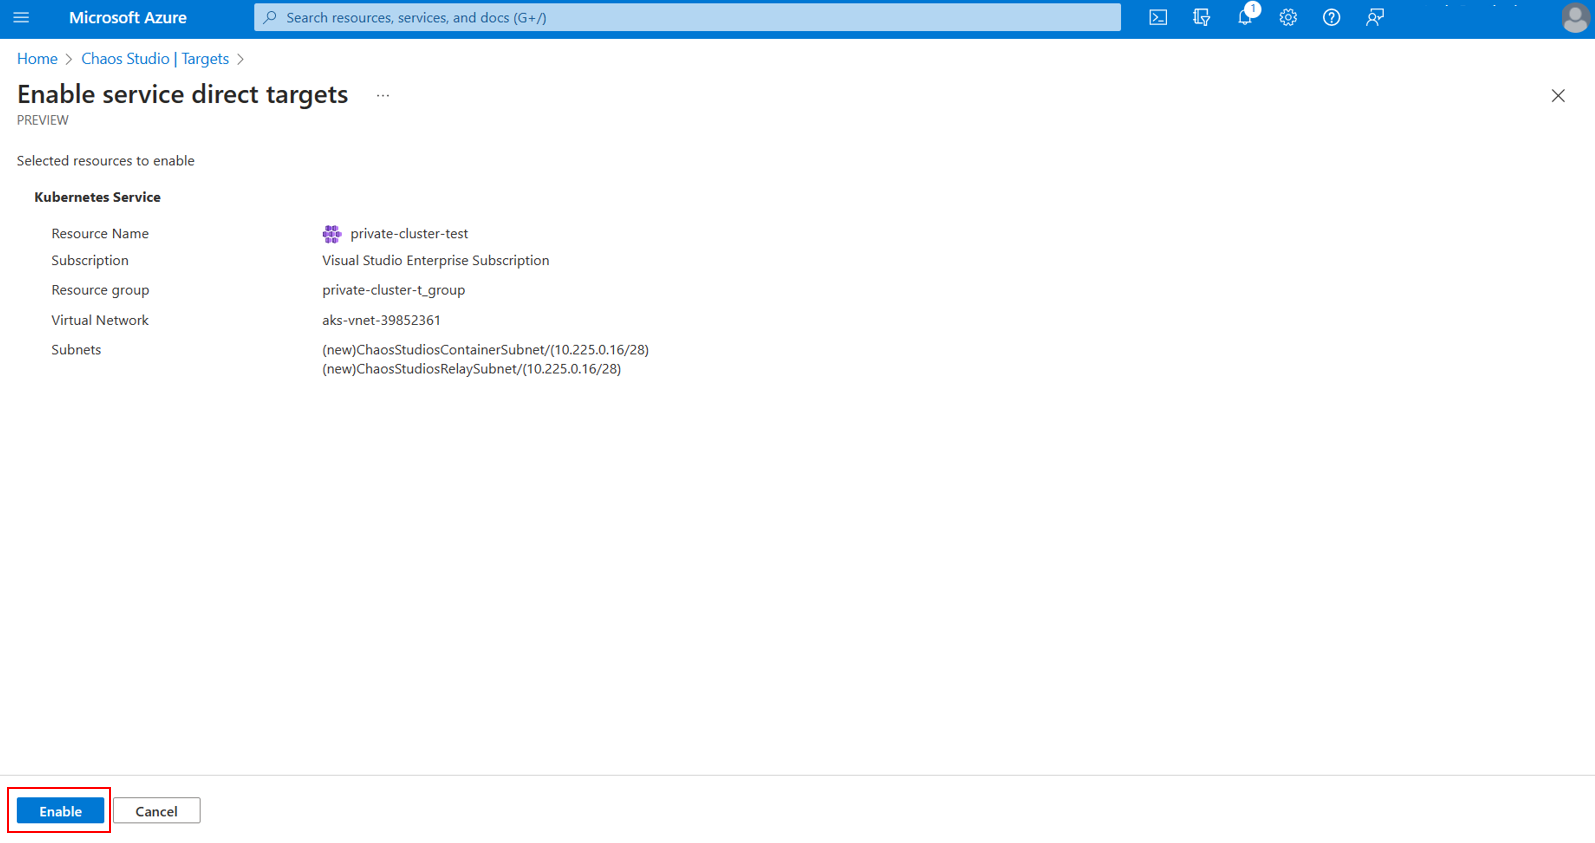 Microsoft Azure
Search resources, services, and docs (G+/)
1
Home > Chaos Studio | Targets >
Enable service direct targets ...
PREVIEW
Selected resources to enable
Kubernetes Service
Resource Name private-cluster-test
Subscription Visual Studio Enterprise Subscription
Resource group private-cluster-t_group
Virtual Network aks-vnet-39852361
Subnets (new)ChaosStudiosContainerSubnet/(10.225.0.16/28)
(new)ChaosStudiosRelaySubnet/(10.225.0.16/28)
Enable Cancel